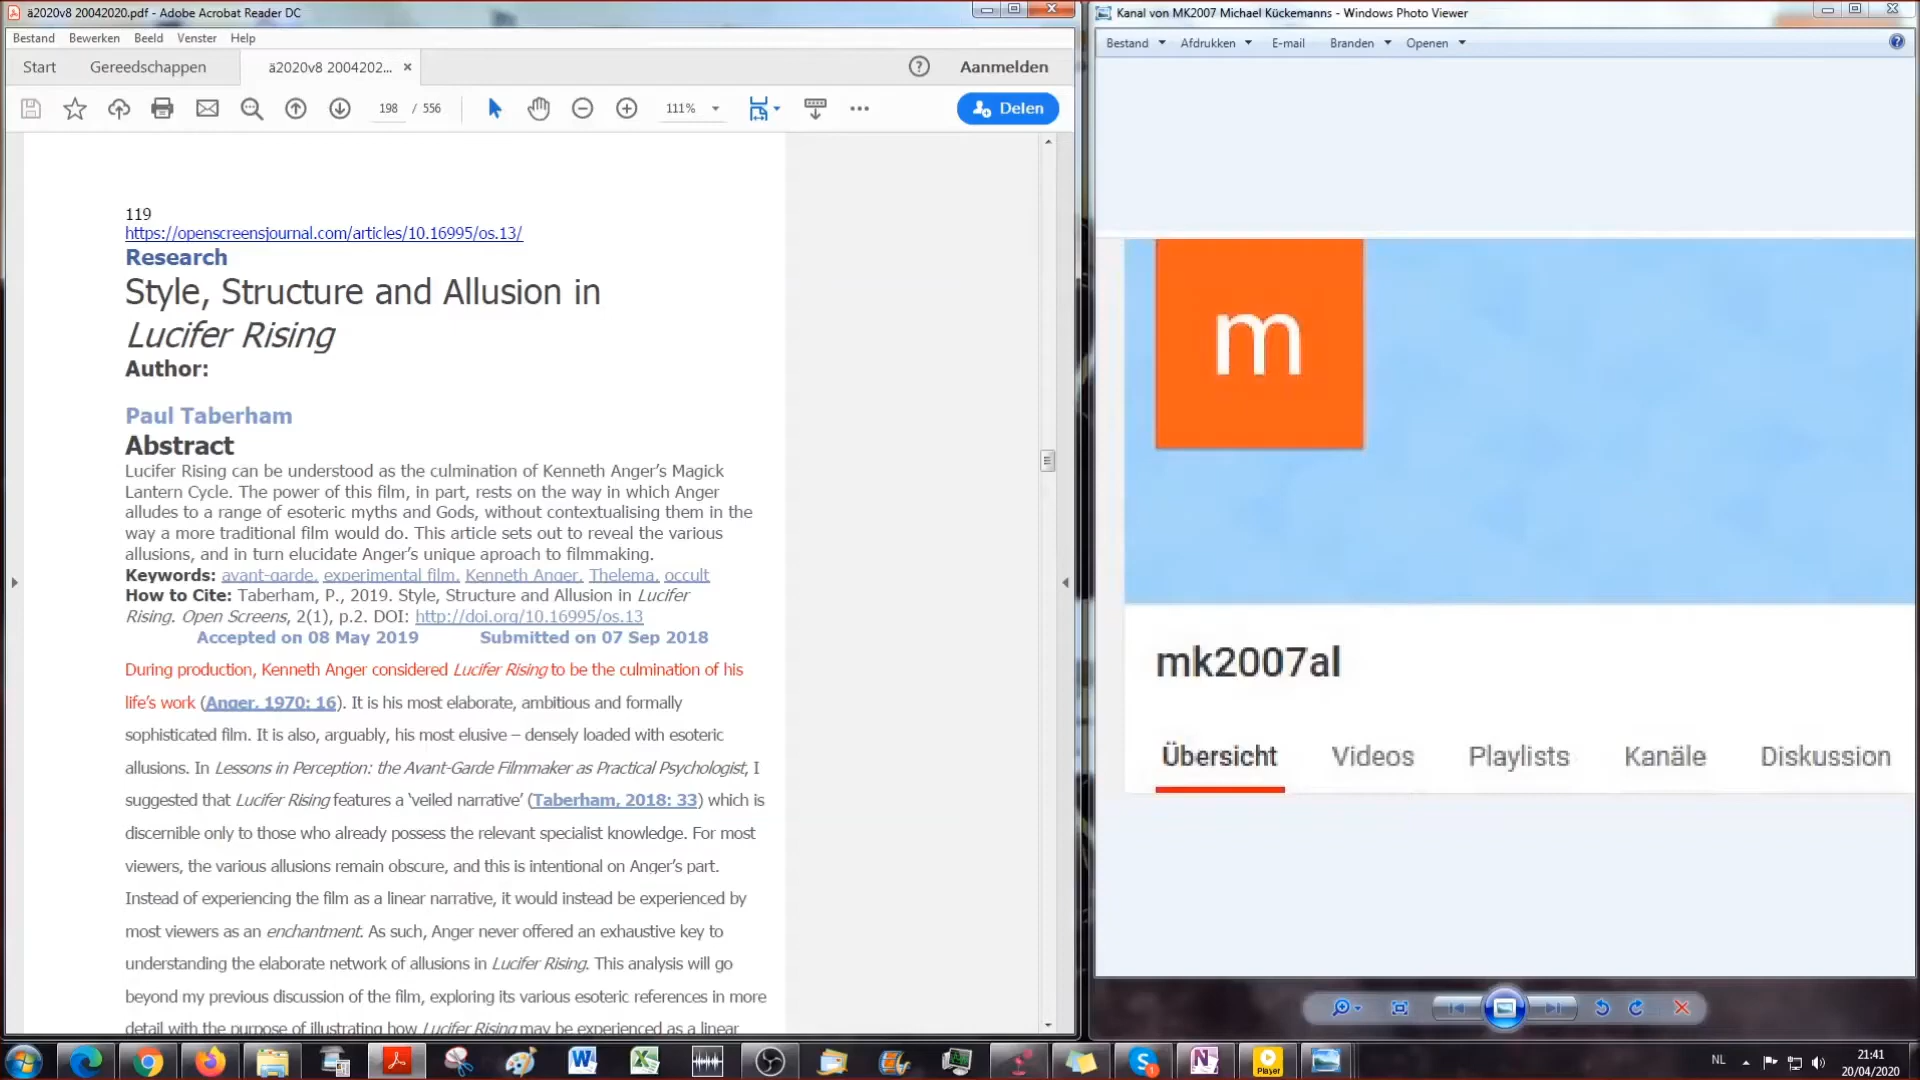 ä2020v8 20042020.pdf - Adobe Acrobat Reader DC
Bestand Bewerken Beeld Venster Help
Start Gereedschappen ä2020v8 2004202... × Aanmelden
198 / 556 111% Delen
119
https://openscreensjournal.com/articles/10.16995/os.13/
Research
Style, Structure and Allusion in
Lucifer Rising
Author:
Paul Taberham
Abstract
Lucifer Rising can be understood as the culmination of Kenneth Anger's Magick
Lantern Cycle. The power of this film, in part, rests on the way in which Anger
alludes to a range of esoteric myths and Gods, without contextualising them in the
way a more traditional film would do. This article sets out to reveal the various
allusions, and in turn elucidate Anger's unique aproach to filmmaking.
Keywords: avant-garde, experimental film, Kenneth Anger, Thelema, occult
How to Cite: Taberham, P., 2019. Style, Structure and Allusion in Lucifer
Rising. Open Screens, 2(1), p.2. DOI: http://doi.org/10.16995/os.13
Accepted on 08 May 2019 Submitted on 07 Sep 2018
During production, Kenneth Anger considered Lucifer Rising to be the culmination of his
life's work (Anger, 1970: 16). It is his most elaborate, ambitious and formally
sophisticated film. It is also, arguably, his most elusive – densely loaded with esoteric
allusions. In Lessons in Perception: the Avant-Garde Filmmaker as Practical Psychologist, I
suggested that Lucifer Rising features a 'veiled narrative' (Taberham, 2018: 33) which is
discernible only to those who already possess the relevant specialist knowledge. For most
viewers, the various allusions remain obscure, and this is intentional on Anger's part.
Instead of experiencing the film as a linear narrative, it would instead be experienced by
most viewers as an enchantment. As such, Anger never offered an exhaustive key to
understanding the elaborate network of allusions in Lucifer Rising. This analysis will go
beyond my previous discussion of the film, exploring its various esoteric references in more
detail with the purpose of illustrating how Lucifer Rising may be experienced as a linear
Kanal von MK2007 Michael Kückemanns - Windows Photo Viewer
Bestand Afdrukken E-mail Branden Openen
m
mk2007al
Übersicht Videos Playlists Kanäle Diskussion
Player
NL
21:41
20/04/2020